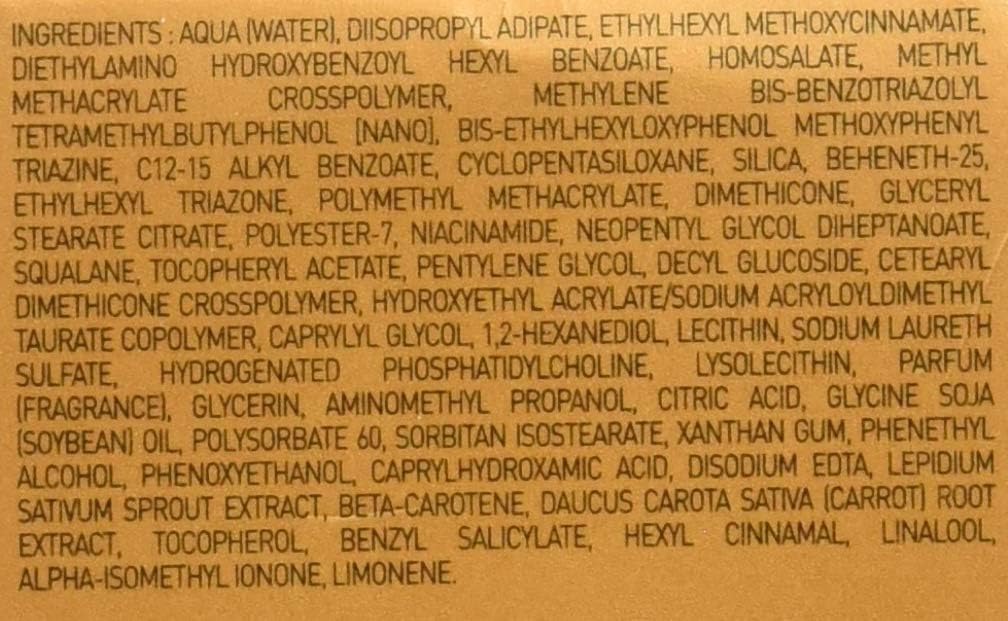 INGREDIENTS : AQUA (WATER), DIISOPROPYL ADIPATE, ETHYLHEXYL METHOXYCINNAMATE,
DIETHYLAMINO HYDROXYBENZOYL HEXYL BENZOATE, HOMOSALATE, METHYL
METHACRYLATE CROSSPOLYMER, METHYLENE BIS-BENZOTRIAZOLYL
TETRAMETHYLBUTYLPHENOL [NANO], BIS-ETHYLHEXYLOXYPHENOL METHOXYPHENYL
TRIAZINE, C12-15 ALKYL BENZOATE, CYCLOPENTASILOXANE, SILICA, BEHENETH-25,
ETHYLHEXYL TRIAZONE, POLYMETHYL METHACRYLATE, DIMETHICONE, GLYCERYL
STEARATE CITRATE, POLYESTER-7, NIACINAMIDE, NEOPENTYL GLYCOL DIHEPTANOATE,
SQUALANE, TOCOPHERYL ACETATE, PENTYLENE GLYCOL, DECYL GLUCOSIDE, CETEARYL
DIMETHICONE CROSSPOLYMER, HYDROXYETHYL ACRYLATE/SODIUM ACRYLOYLDIMETHYL
TAURATE COPOLYMER, CAPRYLYL GLYCOL, 1,2-HEXANEDIOL, LECITHIN, SODIUM LAURETH
SULFATE, HYDROGENATED PHOSPHATIDYLCHOLINE, LYSOLECITHIN, PARFUM
(FRAGRANCE), GLYCERIN, AMINOMETHYL PROPANOL, CITRIC ACID, GLYCINE SOJA
(SOYBEAN) OIL, POLYSORBATE 60, SORBITAN ISOSTEARATE, XANTHAN GUM, PHENETHYL
ALCOHOL, PHENOXYETHANOL, CAPRYLHYDROXAMIC ACID, DISODIUM EDTA, LEPIDIUM
SATIVUM SPROUT EXTRACT, BETA-CAROTENE, DAUCUS CAROTA SATIVA (CARROT) ROOT
EXTRACT, TOCOPHEROL, BENZYL SALICYLATE, HEXYL CINNAMAL, LINALOOL,
ALPHA-ISOMETHYL IONONE, LIMONENE.